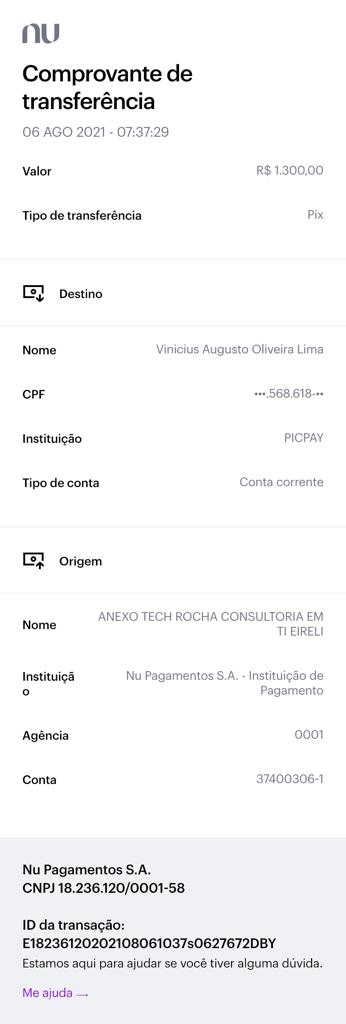 nu
Comprovante de
transferência
06 AGO 2021 - 07:37:29
Valor R$ 1.300,00
Tipo de transferência Pix
Destino
Nome Vinicius Augusto Oliveira Lima
CPF •••.568.618-••
Instituição PICPAY
Tipo de conta Conta corrente
Origem
Nome ANEXO TECH ROCHA CONSULTORIA EM
TI EIRELI
Instituiçã
o Nu Pagamentos S.A. - Instituição de
Pagamento
Agência 0001
Conta 37400306-1
Nu Pagamentos S.A.
CNPJ 18.236.120/0001-58
ID da transação:
E18236120202108061037s0627672DBY
Estamos aqui para ajudar se você tiver alguma dúvida.
Me ajuda →